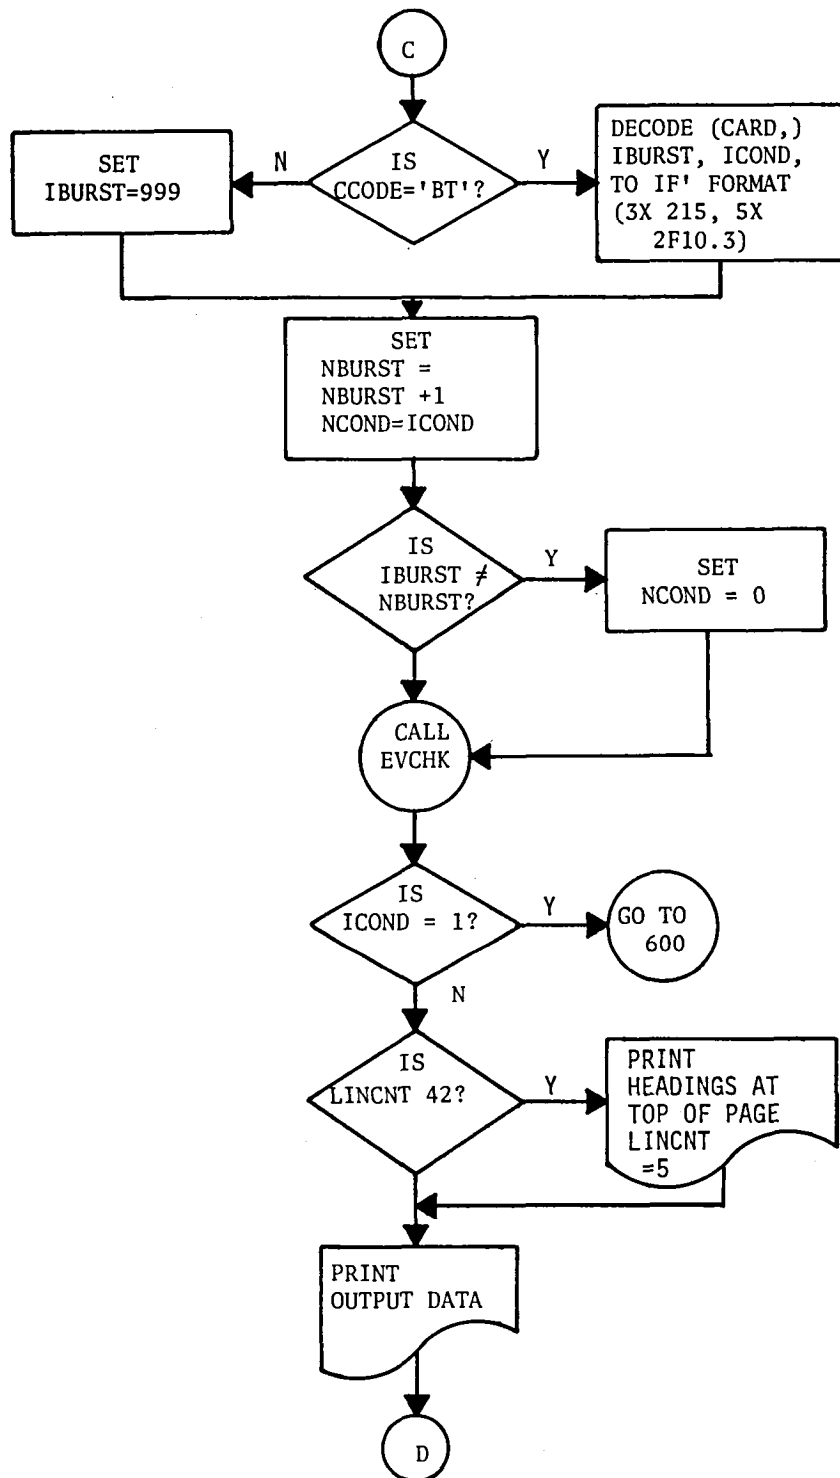 C
IS
CCODE='BT'?
N
Y
SET
IBURST=999
DECODE (CARD,)
IBURST, ICOND,
TO IF' FORMAT
(3X 215, 5X
2F10.3)
SET
NBURST =
NBURST +1
NCOND=ICOND
IS
IBURST ≠
NBURST?
Y
SET
NCOND = 0
CALL
EVCHK
IS
ICOND = 1?
Y
GO TO
600
N
IS
LINCNT 42?
Y
PRINT
HEADINGS AT
TOP OF PAGE
LINCNT
=5
PRINT
OUTPUT DATA
D